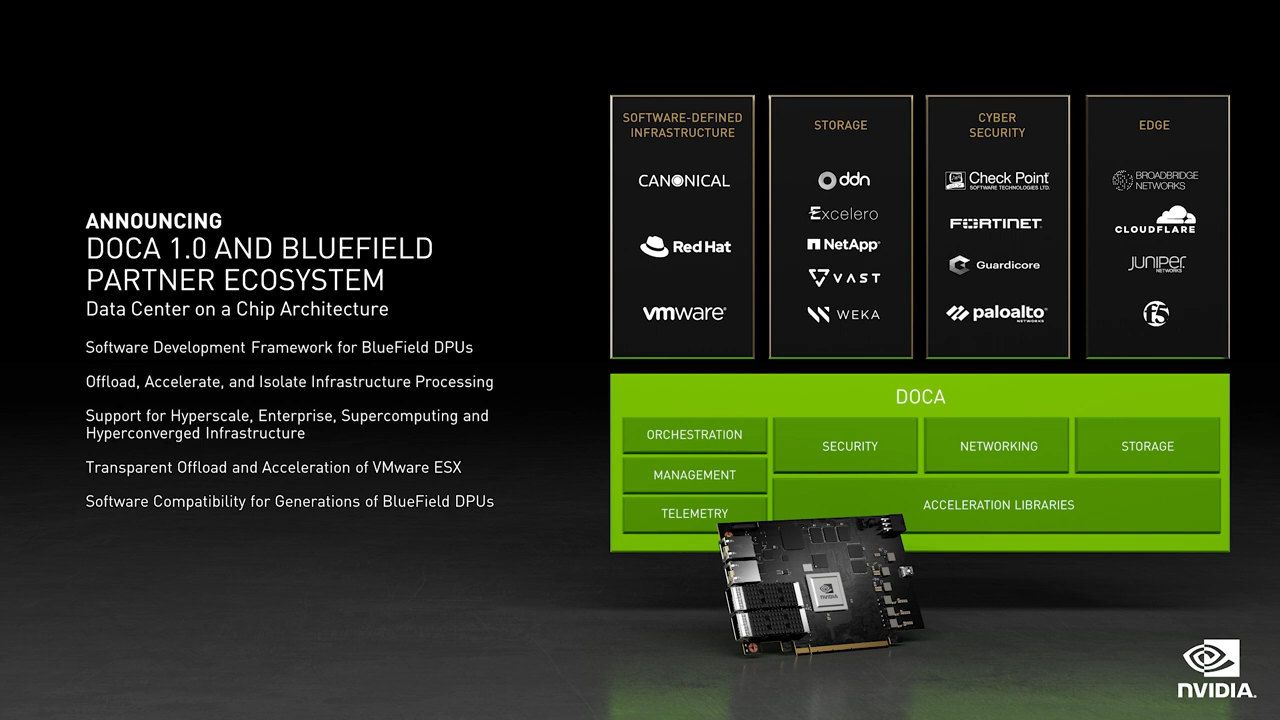 ANNOUNCING
DOCA 1.0 AND BLUEFIELD
PARTNER ECOSYSTEM
Data Center on a Chip Architecture
Software Development Framework for BlueField DPUs
Offload, Accelerate, and Isolate Infrastructure Processing
Support for Hyperscale, Enterprise, Supercomputing and
Hyperconverged Infrastructure
Transparent Offload and Acceleration of VMware ESX
Software Compatibility for Generations of BlueField DPUs
SOFTWARE-DEFINED
INFRASTRUCTURE
CANONICAL
Red Hat
vmware®
STORAGE
ddn
Excelero
NetApp®
VAST
WEKA
CYBER
SECURITY
Check Point
SOFTWARE TECHNOLOGIES LTD.
FORTINET®
Guardicore
paloalto®
NETWORKS
EDGE
BROADBRIDGE
NETWORKS
CLOUDFLARE
JUNIPER
NETWORKS
f5
DOCA
ORCHESTRATION
MANAGEMENT
TELEMETRY
SECURITY
NETWORKING
STORAGE
ACCELERATION LIBRARIES
NVIDIA
NVIDIA.